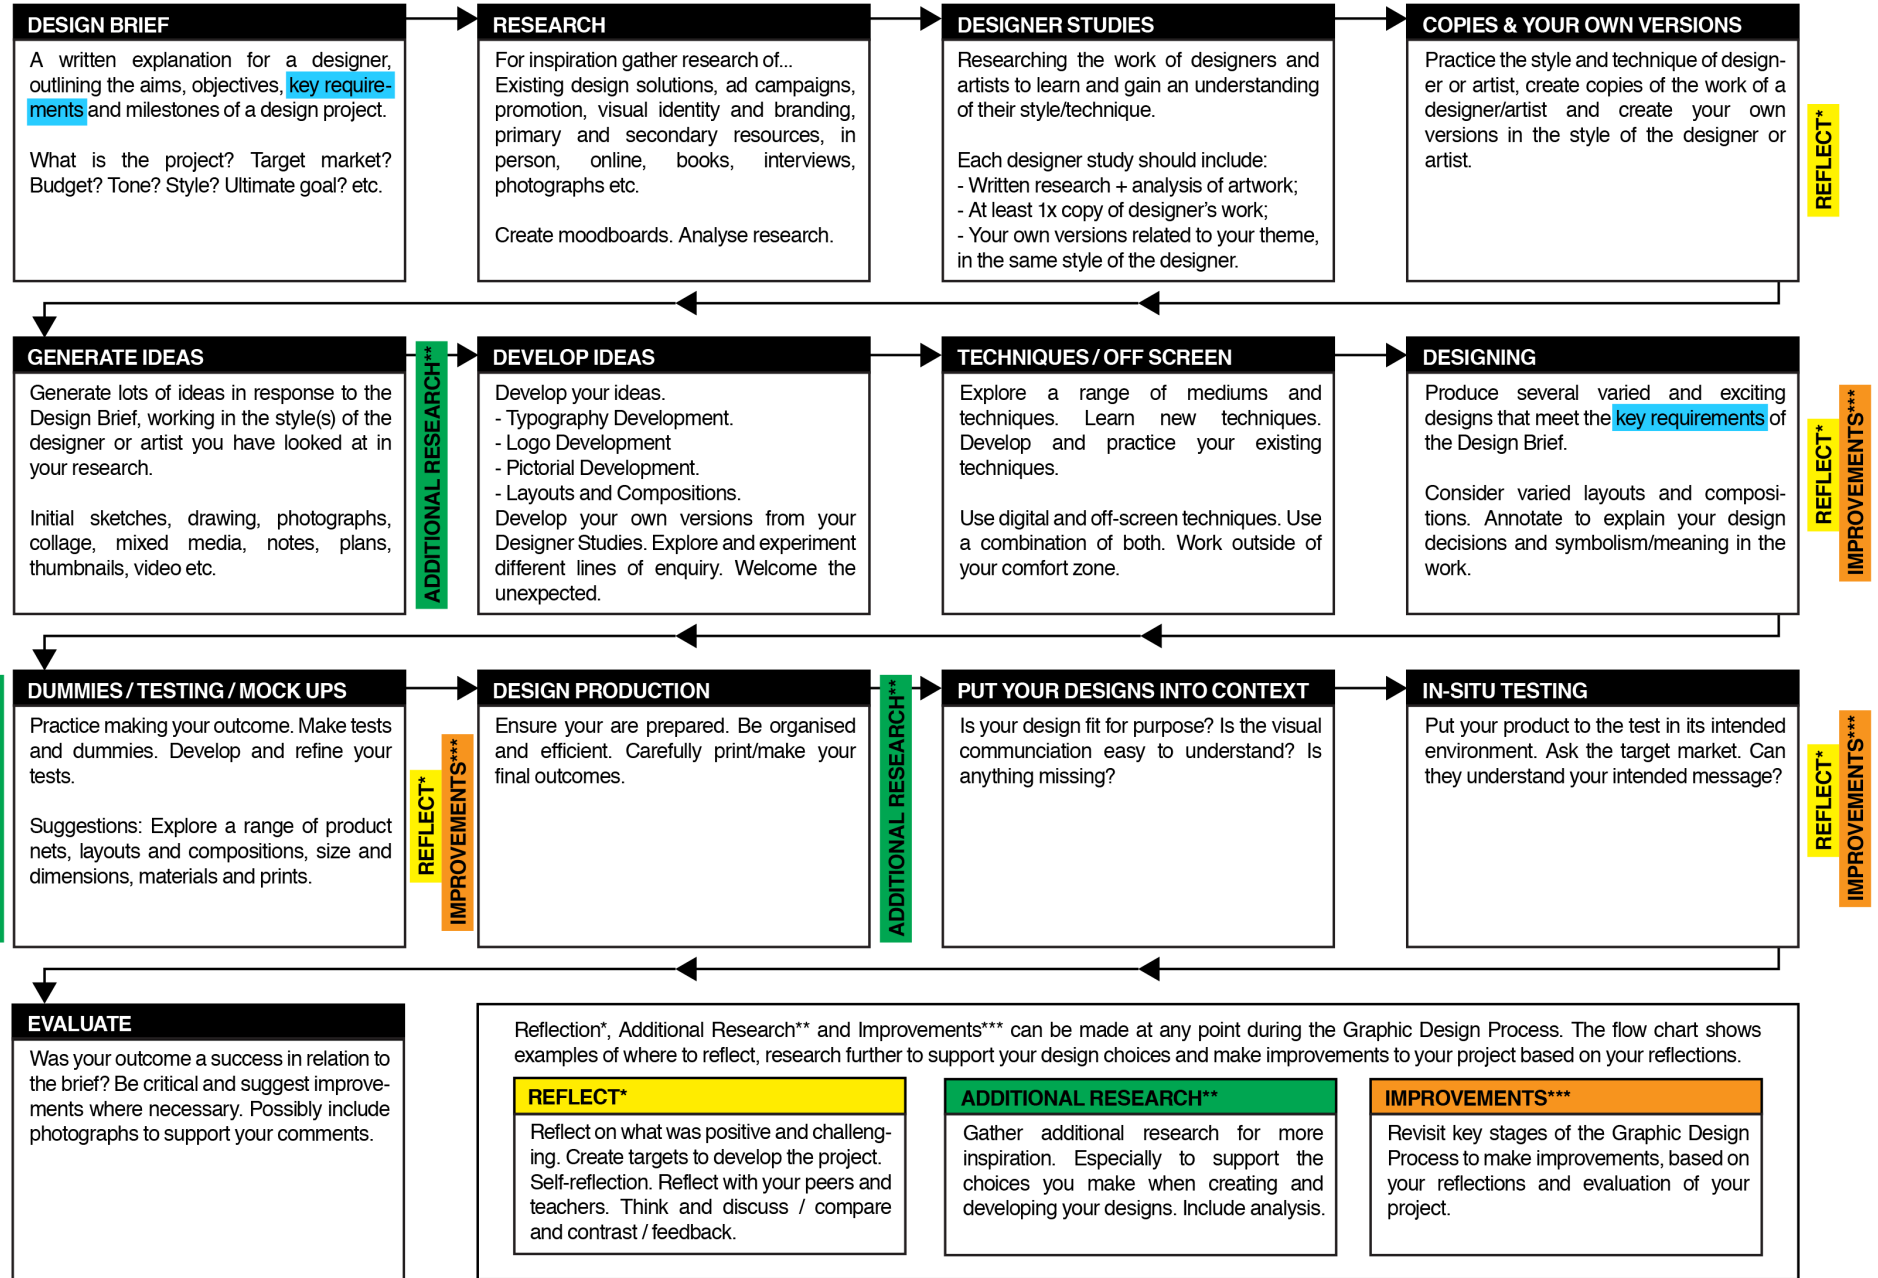 DESIGN BRIEF
A written explanation for a designer,
outlining the aims, objectives, key require-
ments and milestones of a design project.
What is the project? Target market?
Budget? Tone? Style? Ultimate goal? etc.
RESEARCH
For inspiration gather research of...
Existing design solutions, ad campaigns,
promotion, visual identity and branding,
primary and secondary resources, in
person, online, books, interviews,
photographs etc.
Create moodboards. Analyse research.
DESIGNER STUDIES
Researching the work of designers and
artists to learn and gain an understanding
of their style/technique.
Each designer study should include:
- Written research + analysis of artwork;
- At least 1x copy of designer's work;
- Your own versions related to your theme,
in the same style of the designer.
COPIES & YOUR OWN VERSIONS
Practice the style and technique of design-
er or artist, create copies of the work of a
designer/artist and create your own
versions in the style of the designer or
artist.
REFLECT*
GENERATE IDEAS
Generate lots of ideas in response to the
Design Brief, working in the style(s) of the
designer or artist you have looked at in
your research.
Initial sketches, drawing, photographs,
collage, mixed media, notes, plans,
thumbnails, video etc.
ADDITIONAL RESEARCH**
DEVELOP IDEAS
Develop your ideas.
- Typography Development.
- Logo Development
- Pictorial Development.
- Layouts and Compositions.
Develop your own versions from your
Designer Studies. Explore and experiment
different lines of enquiry. Welcome the
unexpected.
TECHNIQUES / OFF SCREEN
Explore a range of mediums and
techniques. Learn new techniques.
Develop and practice your existing
techniques.
Use digital and off-screen techniques. Use
a combination of both. Work outside of
your comfort zone.
DESIGNING
Produce several varied and exciting
designs that meet the key requirements of
the Design Brief.
Consider varied layouts and composi-
tions. Annotate to explain your design
decisions and symbolism/meaning in the
work.
REFLECT*
IMPROVEMENTS***
DUMMIES / TESTING / MOCK UPS
Practice making your outcome. Make tests
and dummies. Develop and refine your
tests.
Suggestions: Explore a range of product
nets, layouts and compositions, size and
dimensions, materials and prints.
REFLECT*
IMPROVEMENTS***
DESIGN PRODUCTION
Ensure your are prepared. Be organised
and efficient. Carefully print/make your
final outcomes.
ADDITIONAL RESEARCH**
PUT YOUR DESIGNS INTO CONTEXT
Is your design fit for purpose? Is the visual
communciation easy to understand? Is
anything missing?
IN-SITU TESTING
Put your product to the test in its intended
environment. Ask the target market. Can
they understand your intended message?
REFLECT*
IMPROVEMENTS***
EVALUATE
Was your outcome a success in relation to
the brief? Be critical and suggest improve-
ments where necessary. Possibly include
photographs to support your comments.
Reflection*, Additional Research** and Improvements*** can be made at any point during the Graphic Design Process. The flow chart shows
examples of where to reflect, research further to support your design choices and make improvements to your project based on your reflections.
REFLECT*
Reflect on what was positive and challeng-
ing. Create targets to develop the project.
Self-reflection. Reflect with your peers and
teachers. Think and discuss / compare
and contrast / feedback.
ADDITIONAL RESEARCH**
Gather additional research for more
inspiration. Especially to support the
choices you make when creating and
developing your designs. Include analysis.
IMPROVEMENTS***
Revisit key stages of the Graphic Design
Process to make improvements, based on
your reflections and evaluation of your
project.